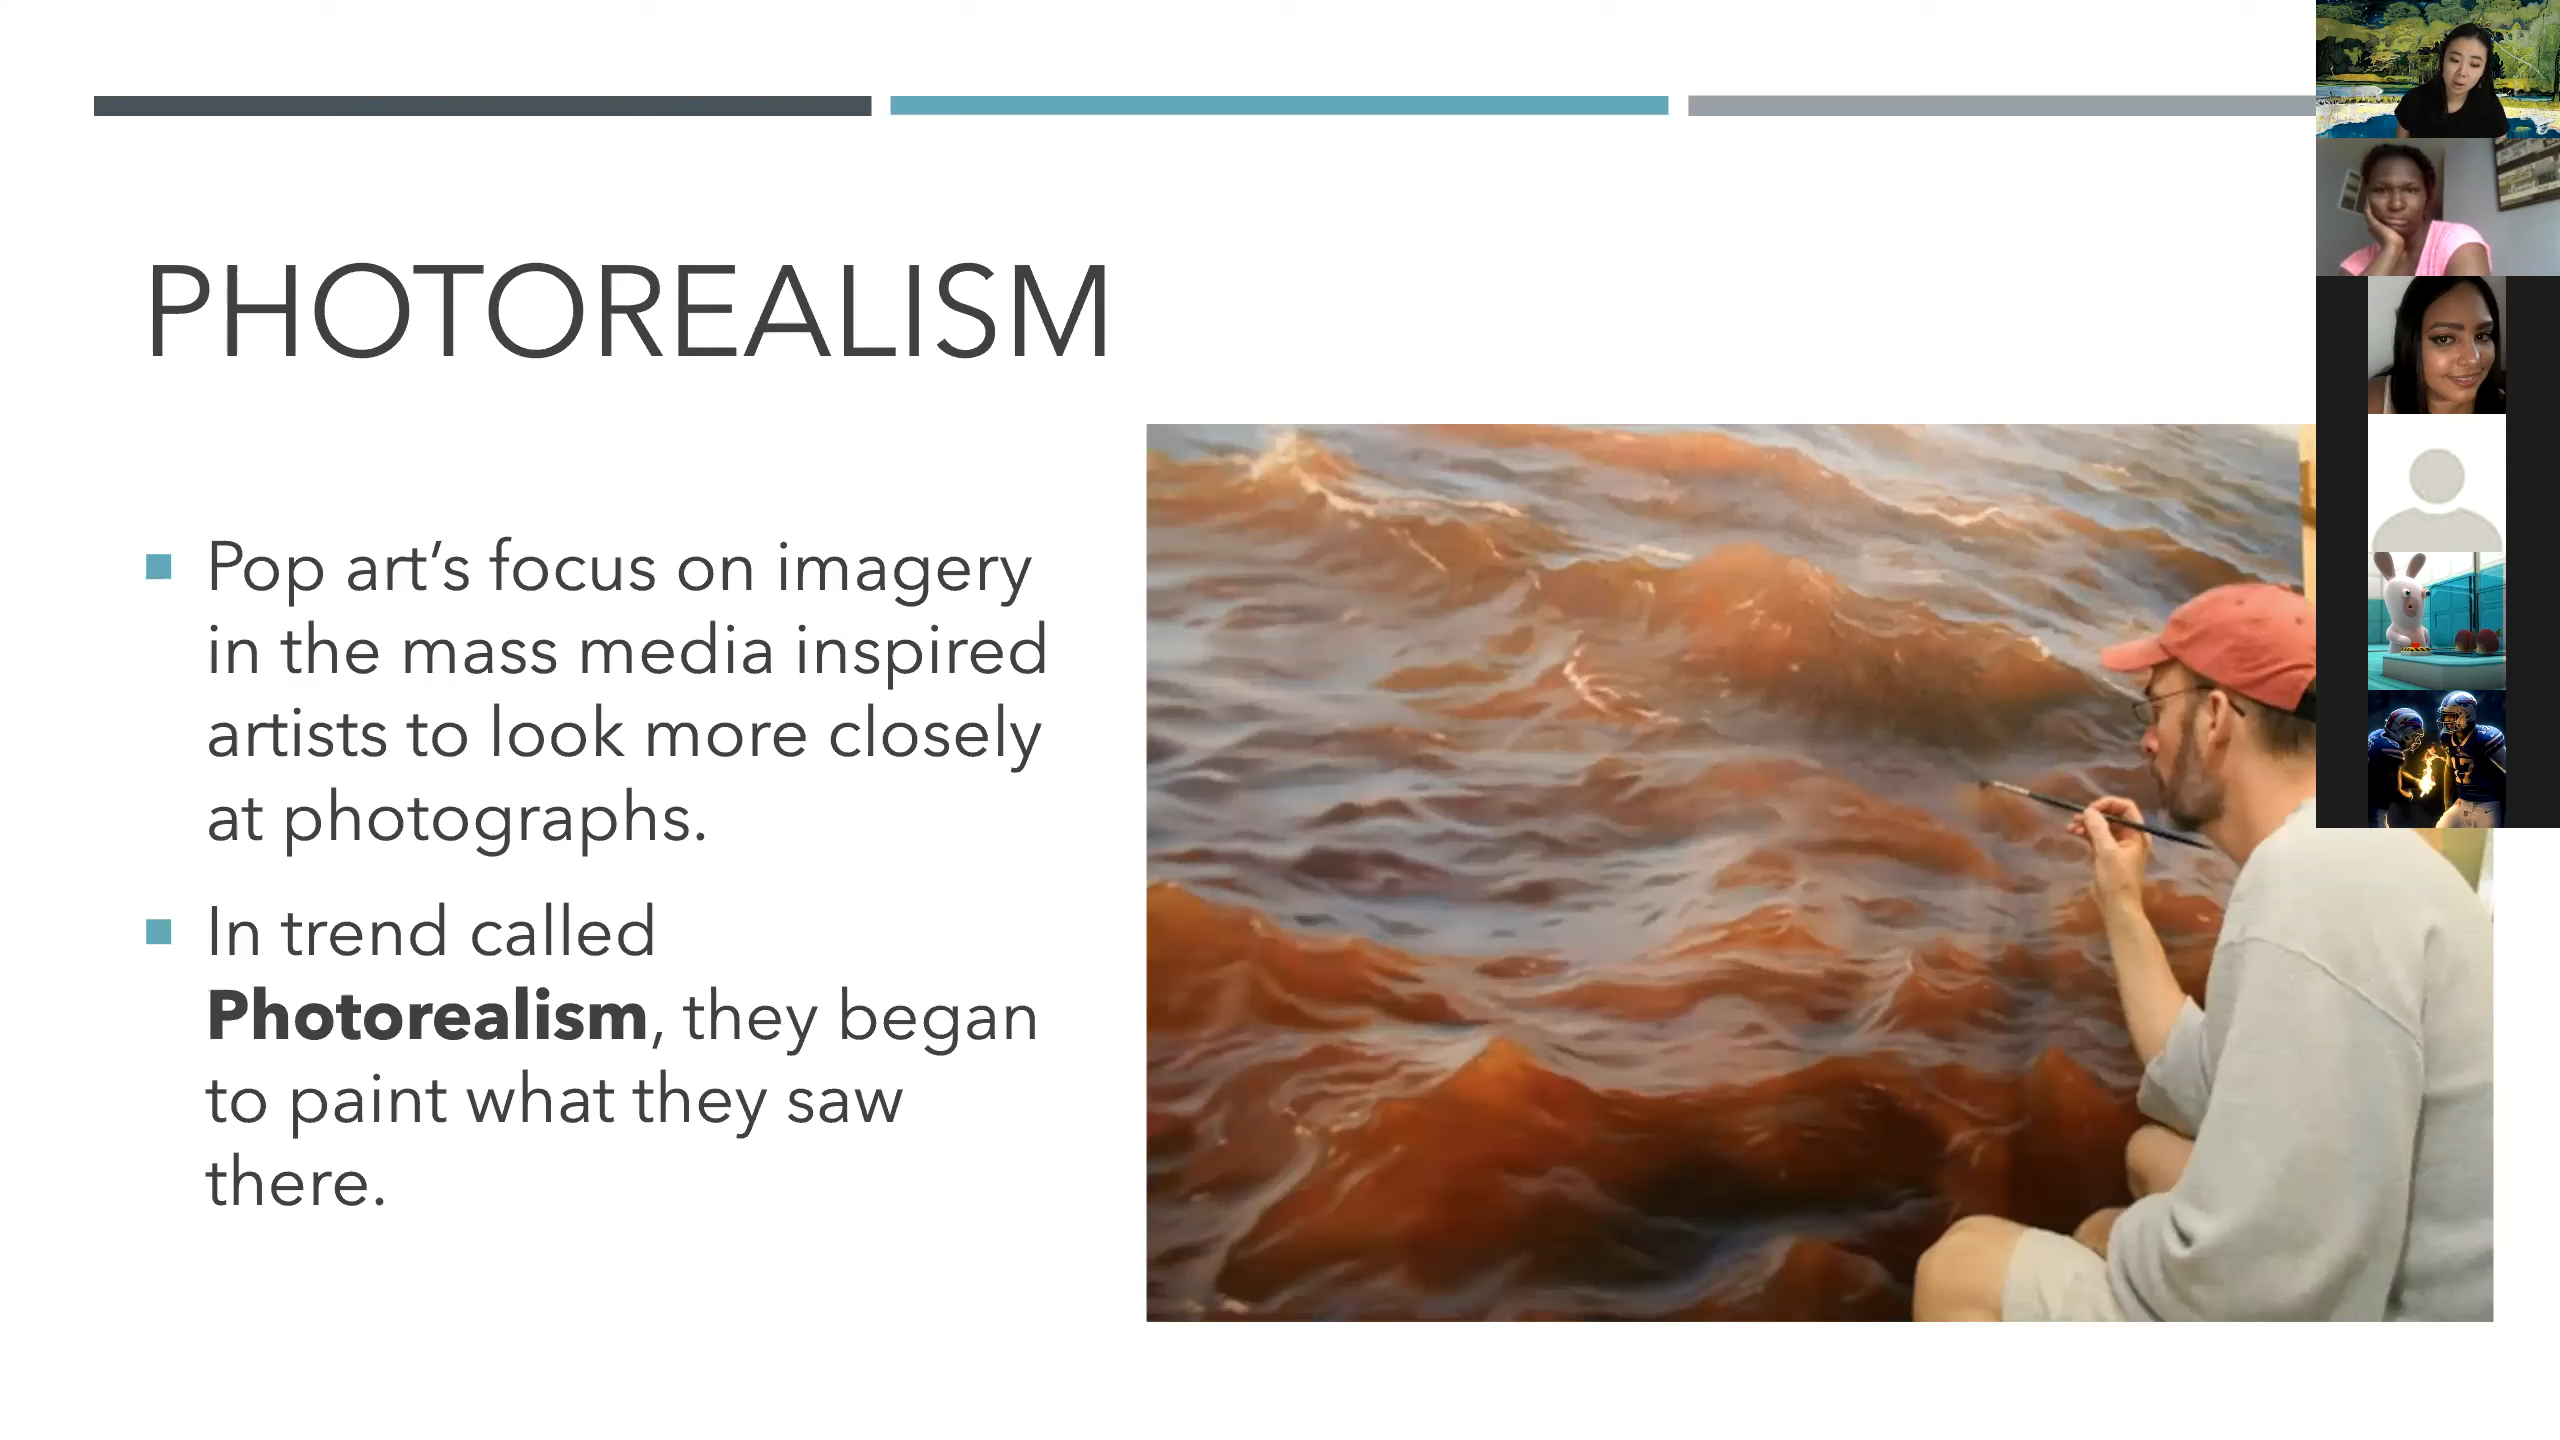 PHOTOREALISM
Pop art’s focus on imagery
in the mass media inspired
artists to look more closely
at photographs.
In trend called
Photorealism, they began
to paint what they saw
there.
17